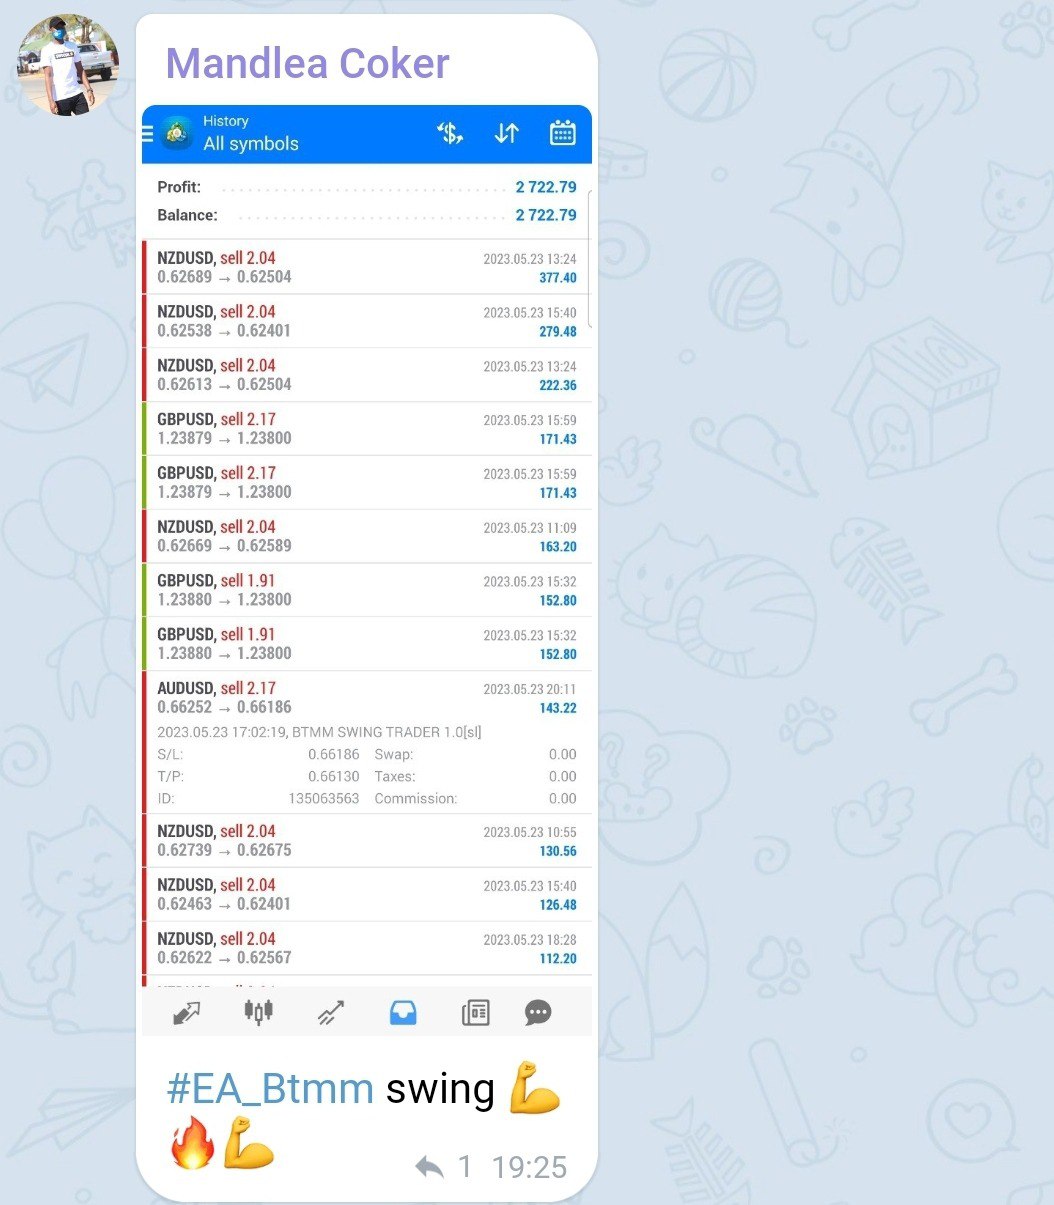 Mandlea Coker
History
All symbols
Profit: 2 722.79
Balance: 2 722.79
NZDUSD, sell 2.04 2023.05.23 13:24
0.62689 → 0.62504 377.40
NZDUSD, sell 2.04 2023.05.23 15:40
0.62538 → 0.62401 279.48
NZDUSD, sell 2.04 2023.05.23 13:24
0.62613 → 0.62504 222.36
GBPUSD, sell 2.17 2023.05.23 15:59
1.23879 → 1.23800 171.43
GBPUSD, sell 2.17 2023.05.23 15:59
1.23879 → 1.23800 171.43
NZDUSD, sell 2.04 2023.05.23 11:09
0.62669 → 0.62589 163.20
GBPUSD, sell 1.91 2023.05.23 15:32
1.23880 → 1.23800 152.80
GBPUSD, sell 1.91 2023.05.23 15:32
1.23880 → 1.23800 152.80
AUDUSD, sell 2.17 2023.05.23 20:11
0.66252 → 0.66186 143.22
2023.05.23 17:02:19, BTMM SWING TRADER 1.0[sl]
S/L: 0.66186 Swap: 0.00
T/P: 0.66130 Taxes: 0.00
ID: 135063563 Commission: 0.00
NZDUSD, sell 2.04 2023.05.23 10:55
0.62739 → 0.62675 130.56
NZDUSD, sell 2.04 2023.05.23 15:40
0.62463 → 0.62401 126.48
NZDUSD, sell 2.04 2023.05.23 18:28
0.62622 → 0.62567 112.20
#EA_Btmm swing 💪
🔥💪
1 19:25